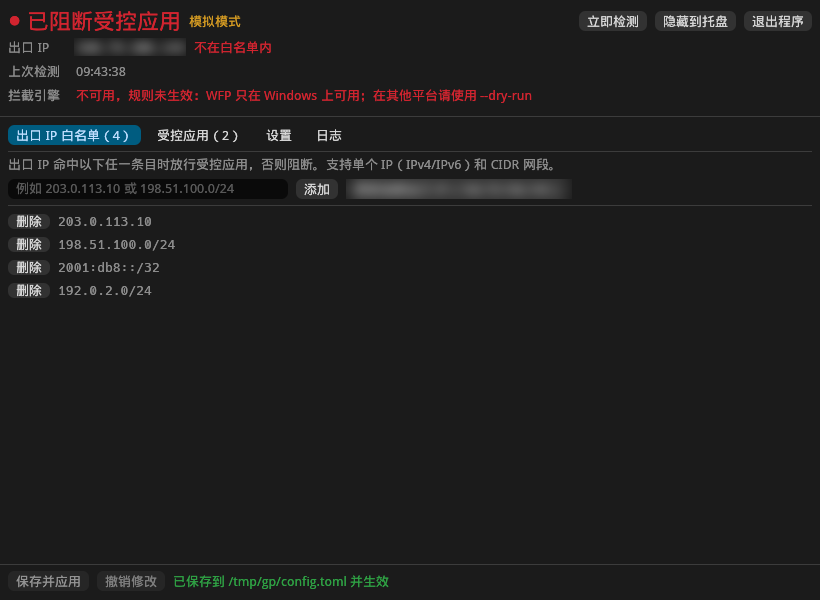 已阻断受控应用 模拟模式 立即检测 隐藏到托盘 退出程序
出口 IP 不在白名单内
上次检测 09:43:38
拦截引擎 不可用，规则未生效：WFP 只在 Windows 上可用；在其他平台请使用 --dry-run
出口 IP 白名单（4） 受控应用（2） 设置 日志
出口 IP 命中以下任一条目时放行受控应用，否则阻断。支持单个 IP（IPv4/IPv6）和 CIDR 网段。
例如 203.0.113.10 或 198.51.100.0/24 添加
删除 203.0.113.10
删除 198.51.100.0/24
删除 2001:db8::/32
删除 192.0.2.0/24
保存并应用 撤销修改 已保存到 /tmp/gp/config.toml 并生效